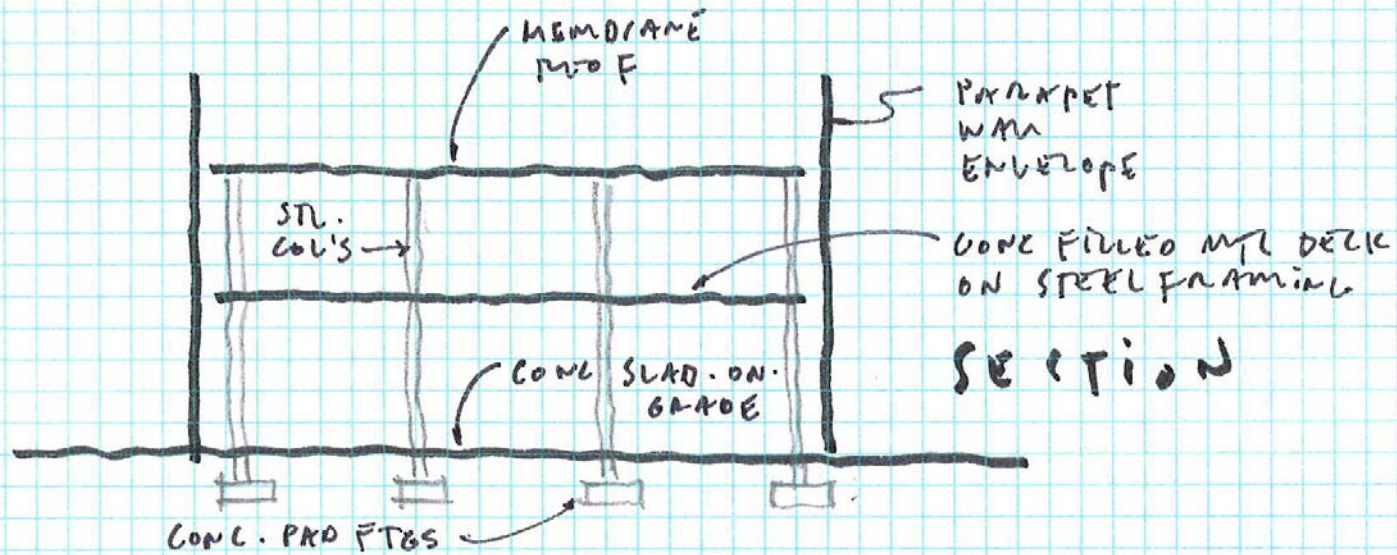 MEMBRANE
ROOF
PARAPET
WALL
ENVELOPE
STL.
COL'S
CONC FILLED MTL DECK
ON STEEL FRAMING
SECTION
CONC SLAB-ON-
GRADE
CONC. PAD FTGS